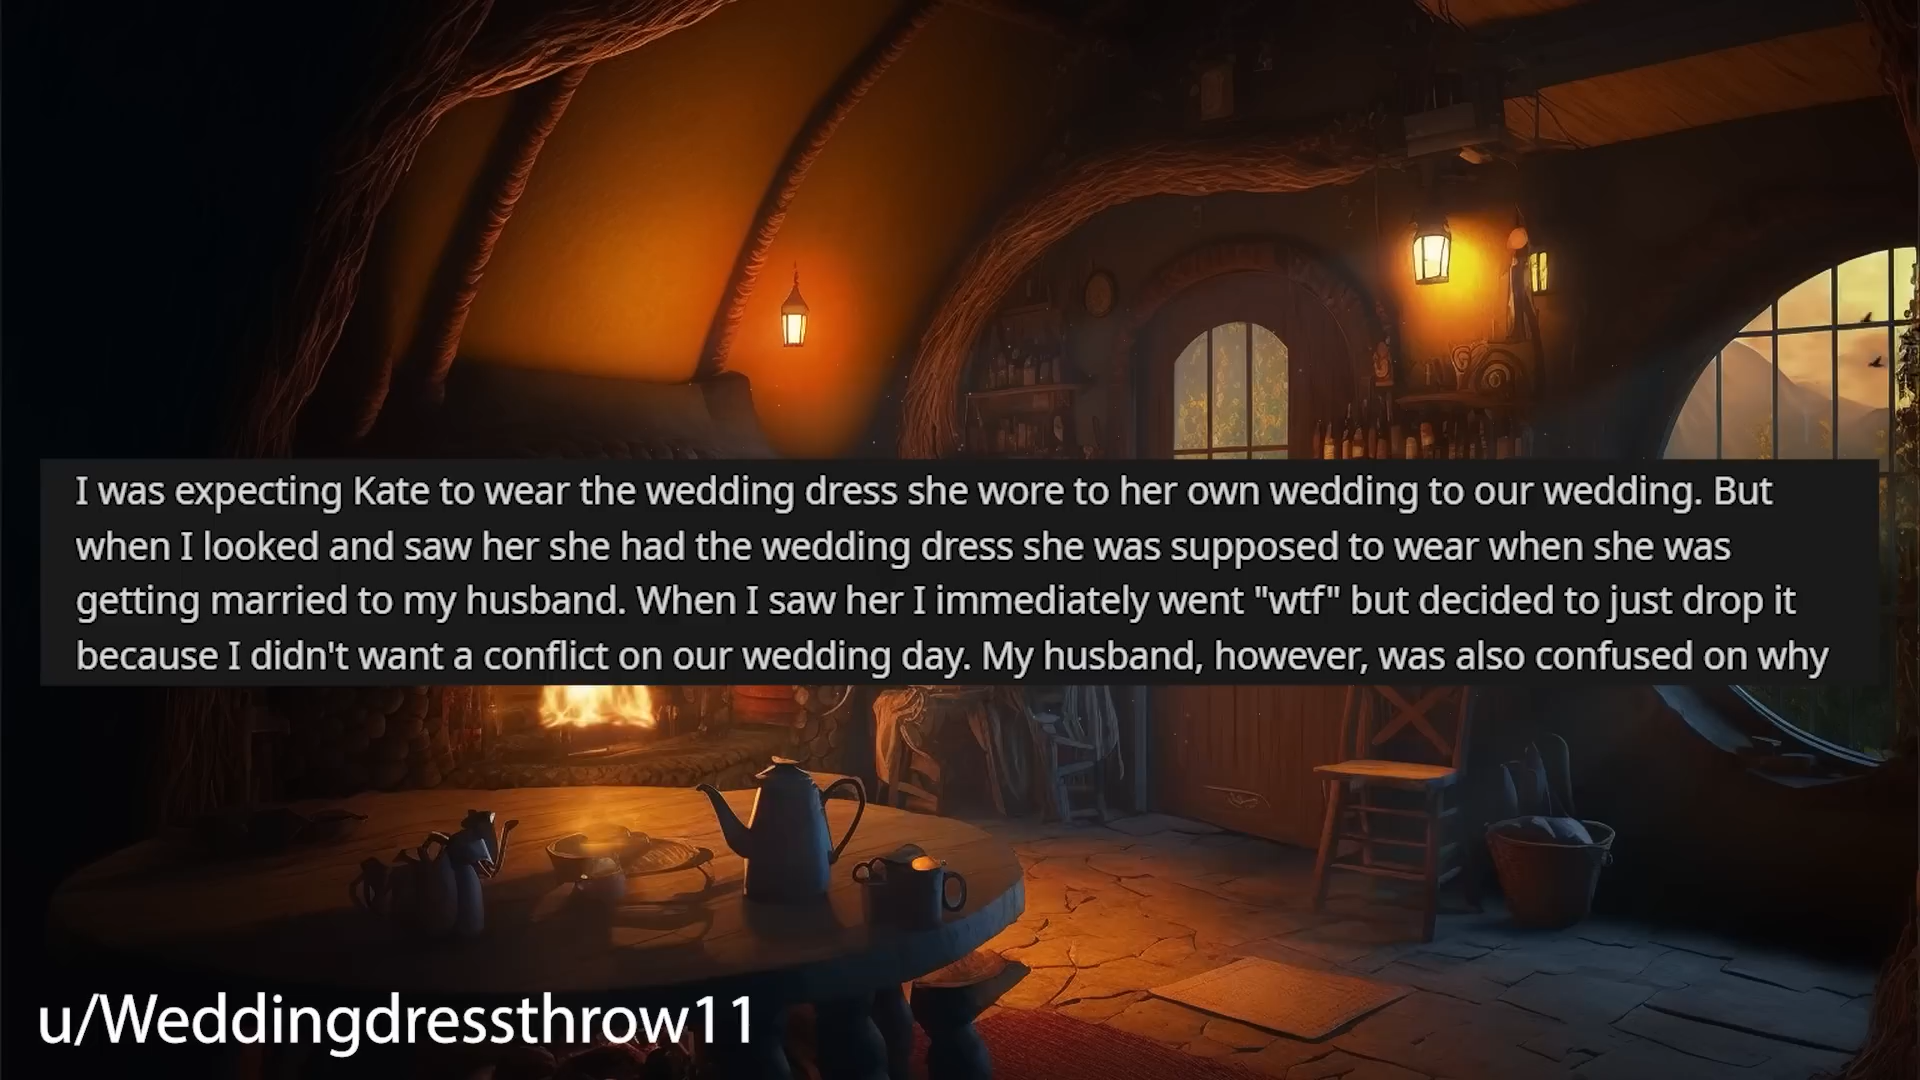 I was expecting Kate to wear the wedding dress she wore to her own wedding to our wedding. But
when I looked and saw her she had the wedding dress she was supposed to wear when she was
getting married to my husband. When I saw her I immediately went "wtf" but decided to just drop it
because I didn't want a conflict on our wedding day. My husband, however, was also confused on why
u/Weddingdressthrow11